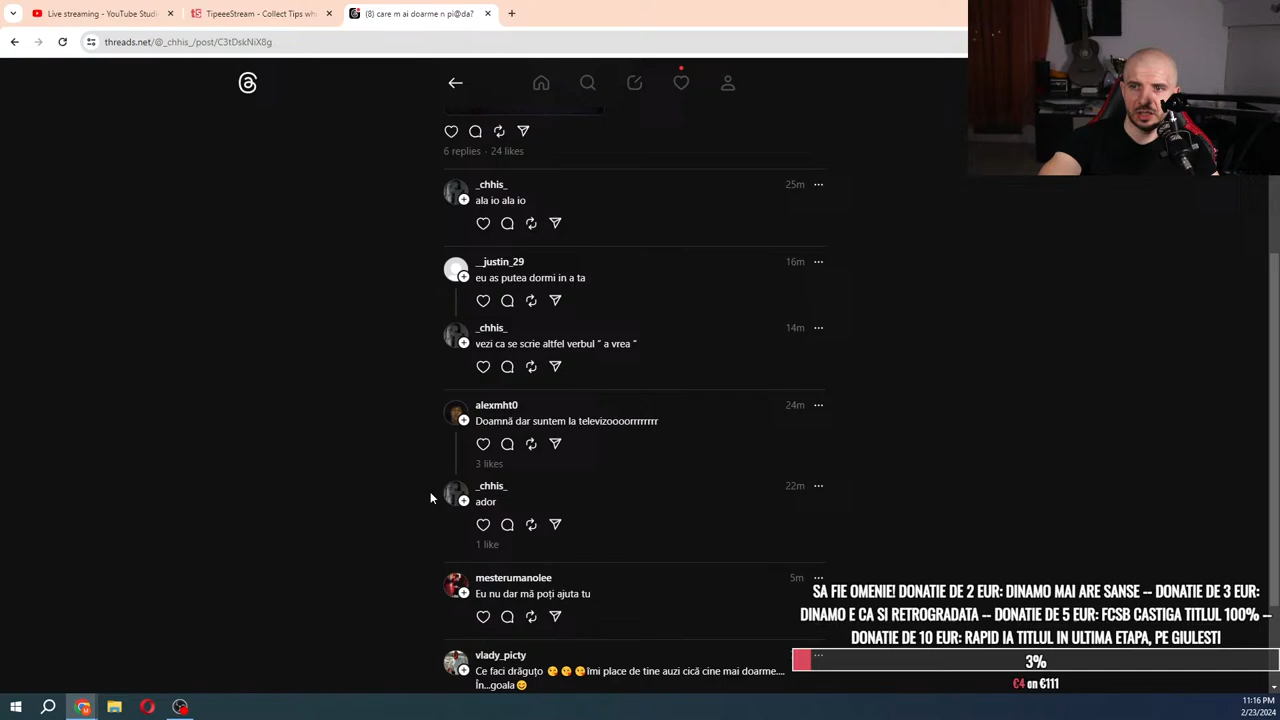 Live streaming - YouTube Studi
TipeeeStream - Collect Tips wh
(8) care m ai doarme n pi@da?
threads.net/@_chhis_/post/C3tDskNiX8g
6 replies · 24 likes
_chhis_
25m
ala io ala io
__justin_29
16m
eu as putea dormi in a ta
_chhis_
14m
vezi ca se scrie altfel verbul “ a vrea “
alexmht0
24m
Doamnă dar suntem la televizoooorrrrrrrr
3 likes
_chhis_
22m
ador
1 like
mesterumanolee
5m
Eu nu dar mă poți ajuta tu
vlady_picty
Ce faci drăguțo 😘 😘 😘îmi place de tine auzi cică cine mai doarme....
În...goala😊
SA FIE OMENIE! DONATIE DE 2 EUR: DINAMO MAI ARE SANSE -- DONATIE DE 3 EUR:
DINAMO E CA SI RETROGRADATA -- DONATIE DE 5 EUR: FCSB CASTIGA TITLUL 100% --
DONATIE DE 10 EUR: RAPID IA TITLUL IN ULTIMA ETAPA, PE GIULESTI
3%
€4 on €111
11:16 PM
2/23/2024